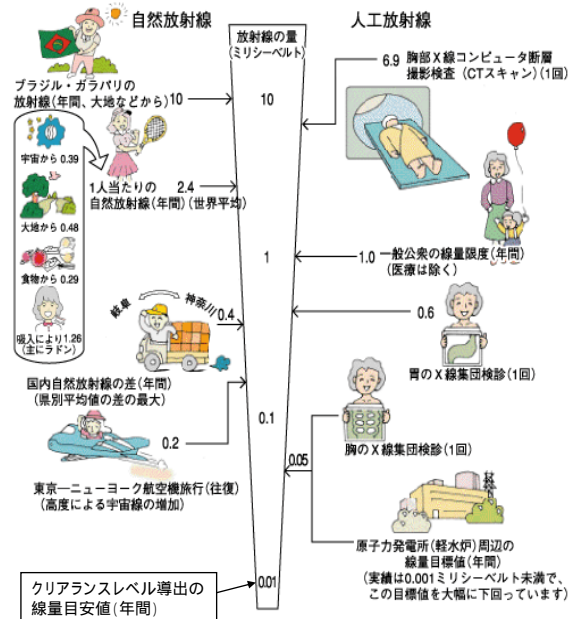 自然放射線
放射線の量
(ミリシーベルト)
人工放射線
ブラジル・ガラパリの
放射線(年間、大地などから)
10
10
6.9
胸部X線コンピュータ断層
撮影検査(CTスキャン)(1回)
宇宙から 0.39
大地から 0.48
食物から 0.29
吸入により1.26
(主にラドン)
1人当たりの
自然放射線(年間)(世界平均)
2.4
1
1.0
一般公衆の線量限度(年間)
(医療は除く)
岐阜
神奈川
0.4
国内自然放射線の差(年間)
(県別平均値の差の最大)
0.6
胃のX線集団検診(1回)
0.1
0.2
東京―ニューヨーク航空機旅行(往復)
(高度による宇宙線の増加)
胸のX線集団検診(1回)
0.05
原子力発電所(軽水炉)周辺の
線量目標値(年間)
(実績は0.001ミリシーベルト未満で、
この目標値を大幅に下回っています)
0.01
クリアランスレベル導出の
線量目安値(年間)